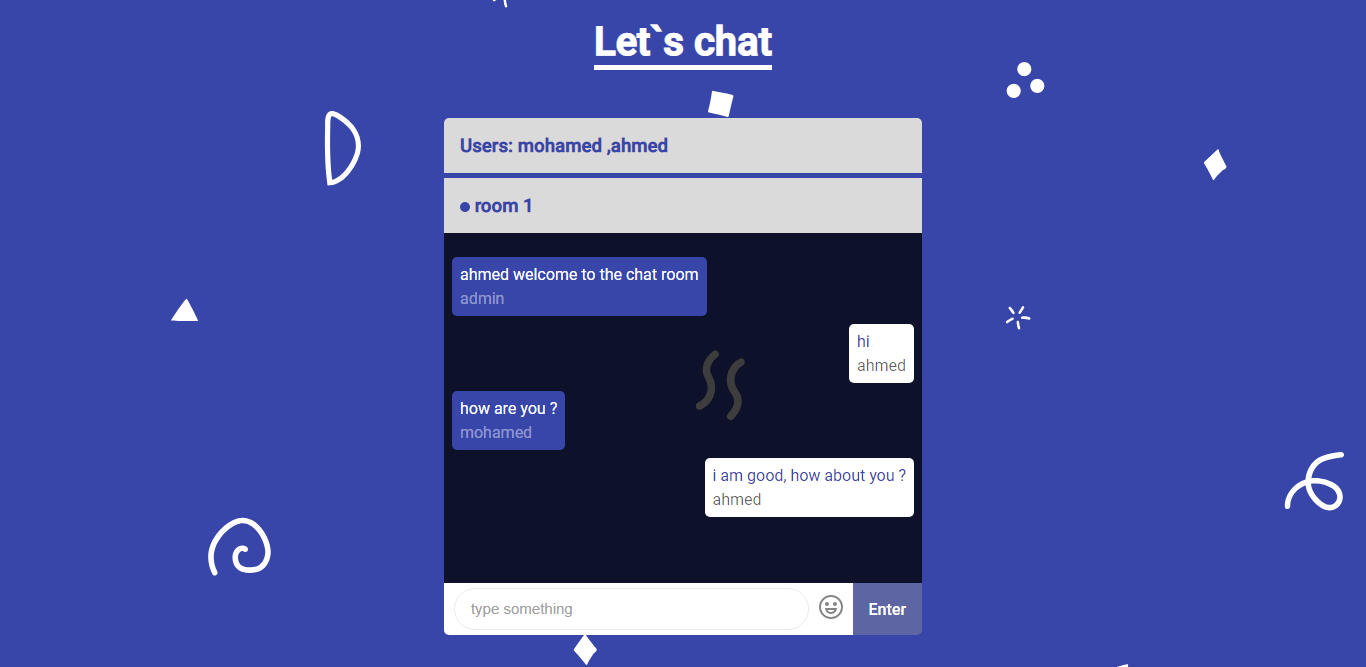 Let`s chat
Users: mohamed ,ahmed
room 1
ahmed welcome to the chat room
admin
hi
ahmed
how are you ?
mohamed
i am good, how about you ?
ahmed
type something
Enter